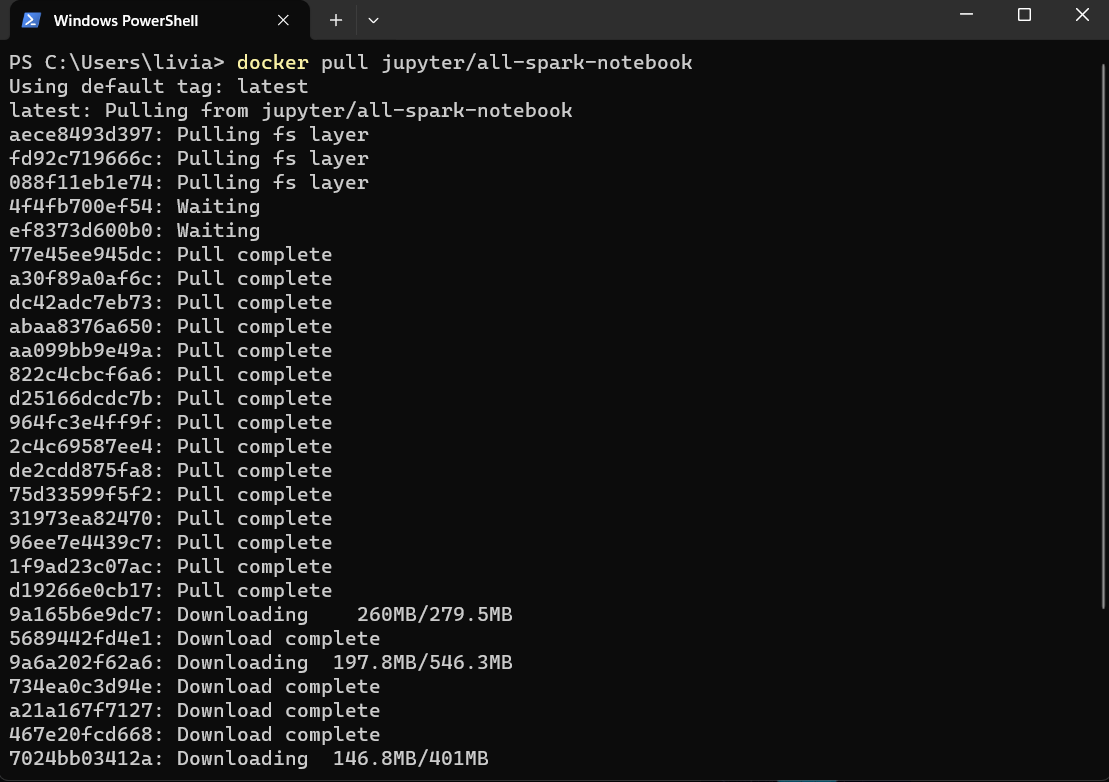 Windows PowerShell
PS C:\Users\livia> docker pull jupyter/all-spark-notebook
Using default tag: latest
latest: Pulling from jupyter/all-spark-notebook
aece8493d397: Pulling fs layer
fd92c719666c: Pulling fs layer
088f11eb1e74: Pulling fs layer
4f4fb700ef54: Waiting
ef8373d600b0: Waiting
77e45ee945dc: Pull complete
a30f89a0af6c: Pull complete
dc42adc7eb73: Pull complete
abaa8376a650: Pull complete
aa099bb9e49a: Pull complete
822c4cbcf6a6: Pull complete
d25166dcdc7b: Pull complete
964fc3e4ff9f: Pull complete
2c4c69587ee4: Pull complete
de2cdd875fa8: Pull complete
75d33599f5f2: Pull complete
31973ea82470: Pull complete
96ee7e4439c7: Pull complete
1f9ad23c07ac: Pull complete
d19266e0cb17: Pull complete
9a165b6e9dc7: Downloading    260MB/279.5MB
5689442fd4e1: Download complete
9a6a202f62a6: Downloading  197.8MB/546.3MB
734ea0c3d94e: Download complete
a21a167f7127: Download complete
467e20fcd668: Download complete
7024bb03412a: Downloading  146.8MB/401MB